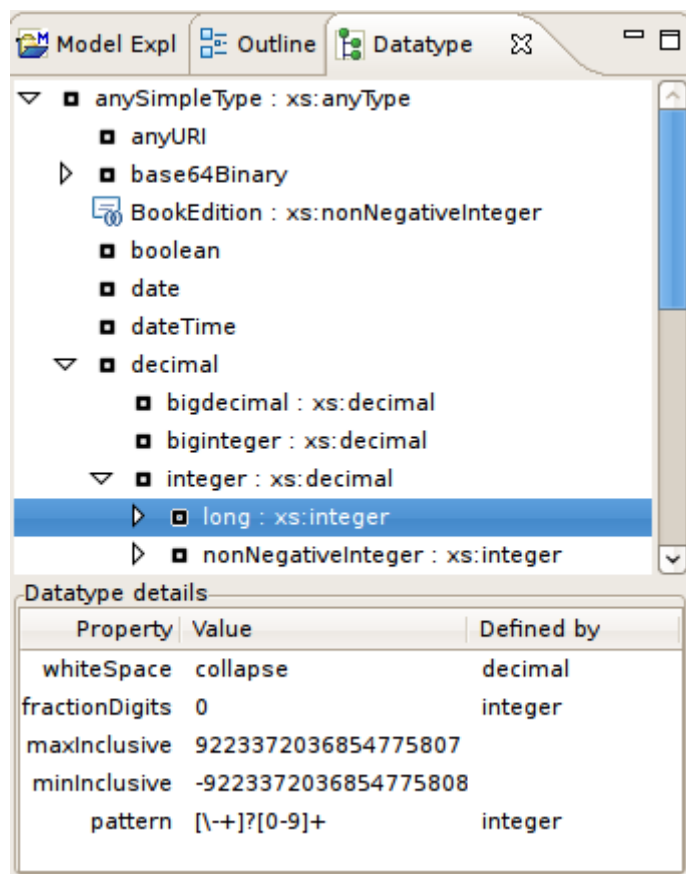 Model Expl Outline Datatype
anySimpleType : xs:anyType
anyURI
base64Binary
BookEdition : xs:nonNegativeInteger
boolean
date
dateTime
decimal
bigdecimal : xs:decimal
biginteger : xs:decimal
integer : xs:decimal
long : xs:integer
nonNegativeInteger : xs:integer
Datatype details
Property Value Defined by
whiteSpace collapse decimal
fractionDigits 0 integer
maxInclusive 9223372036854775807
minInclusive -9223372036854775808
pattern [\-+]?[0-9]+ integer